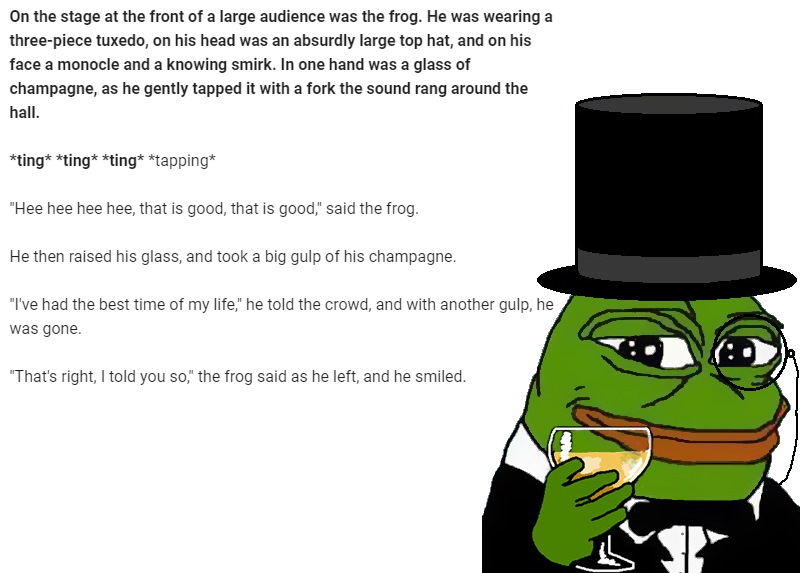 On the stage at the front of a large audience was the frog. He was wearing a
three-piece tuxedo, on his head was an absurdly large top hat, and on his
face a monocle and a knowing smirk. In one hand was a glass of
champagne, as he gently tapped it with a fork the sound rang around the
hall.
*ting* *ting* *ting* *tapping*
"Hee hee hee hee, that is good, that is good," said the frog.
He then raised his glass, and took a big gulp of his champagne.
"I've had the best time of my life," he told the crowd, and with another gulp, he
was gone.
"That's right, I told you so," the frog said as he left, and he smiled.